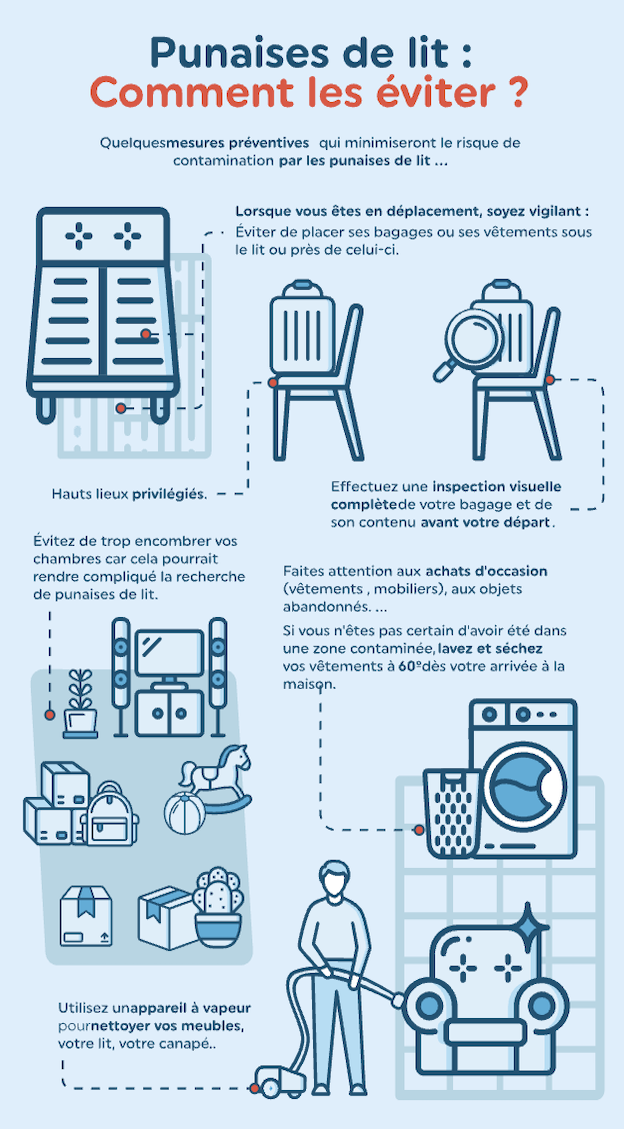 Punaises de lit :
Comment les éviter ?
Quelquesmesures préventives qui minimiseront le risque de
contamination par les punaises de lit ...
Lorsque vous êtes en déplacement, soyez vigilant :
Éviter de placer ses bagages ou ses vêtements sous
le lit ou près de celui-ci.
Hauts lieux privilégiés.
Effectuez une inspection visuelle
complètede votre bagage et de
son contenu avant votre départ.
Évitez de trop encombrer vos
chambres car cela pourrait
rendre compliqué la recherche
de punaises de lit.
Faites attention aux achats d'occasion
(vêtements , mobiliers), aux objets
abandonnés. ...
Si vous n'êtes pas certain d'avoir été dans
une zone contaminée, lavez et séchez
vos vêtements à 60°dès votre arrivée à la
maison.
Utilisez unappareil à vapeur
pournettoyer vos meubles,
votre lit, votre canapé..